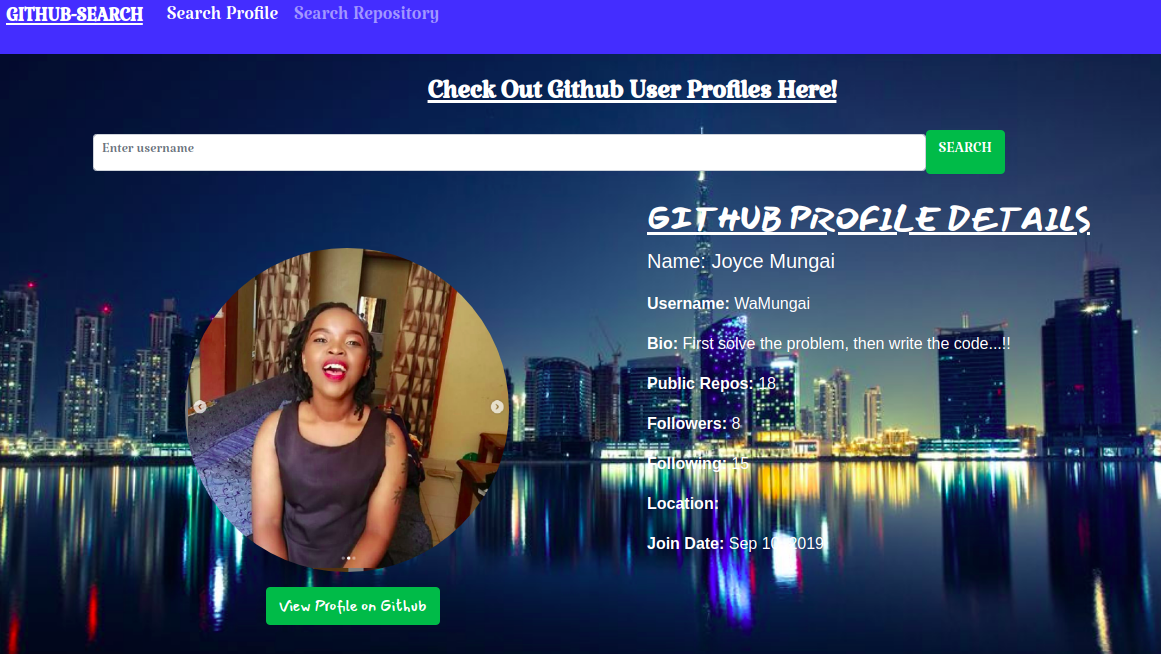 GITHUB-SEARCH Search Profile Search Repository
Check Out Github User Profiles Here!
Enter username
SEARCH
GITHUB PROFILE DETAILS
Name: Joyce Mungai
Username: WaMungai
Bio: First solve the problem, then write the code...!!
Public Repos: 18
Followers: 8
Following: 15
Location:
Join Date: Sep 2019
View Profile on Github